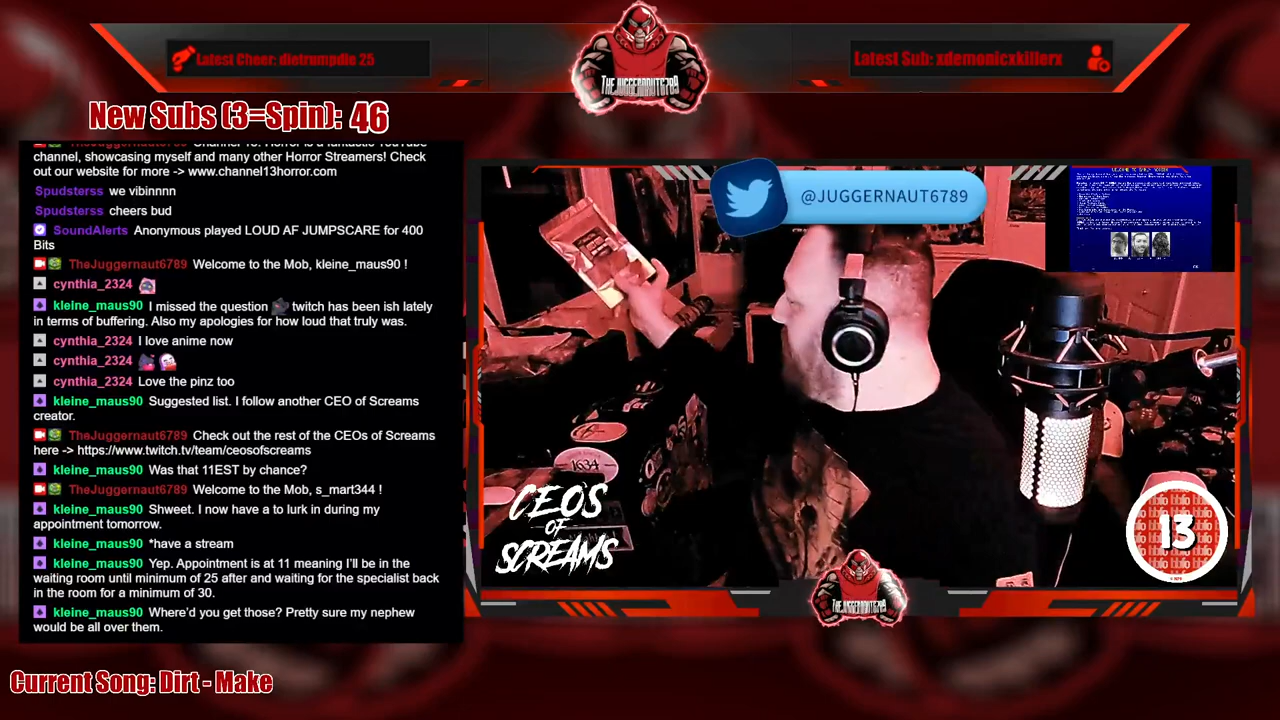 Latest Cheer: dietrumpdie 25
THEJUGGERNAUT6789
Latest Sub: xdemonicxkillerx
New Subs (3=Spin): 46
channel, showcasing myself and many other Horror Streamers! Check
out our website for more -> www.channel13horror.com
Spudsterss we vibinnnn
Spudsterss cheers bud
SoundAlerts Anonymous played LOUD AF JUMPSCARE for 400
Bits
TheJuggernaut6789 Welcome to the Mob, kleine_maus90 !
cynthia_2324
kleine_maus90 I missed the question twitch has been ish lately
in terms of buffering. Also my apologies for how loud that truly was.
cynthia_2324 I love anime now
cynthia_2324
cynthia_2324 Love the pinz too
kleine_maus90 Suggested list. I follow another CEO of Screams
creator.
TheJuggernaut6789 Check out the rest of the CEOs of Screams
here -> https://www.twitch.tv/team/ceosofscreams
kleine_maus90 Was that 11EST by chance?
TheJuggernaut6789 Welcome to the Mob, s_mart344 !
kleine_maus90 Shweet. I now have a to lurk in during my
appointment tomorrow.
kleine_maus90 *have a stream
kleine_maus90 Yep. Appointment is at 11 meaning I'll be in the
waiting room until minimum of 25 after and waiting for the specialist back
in the room for a minimum of 30.
kleine_maus90 Where'd you get those? Pretty sure my nephew
would be all over them.
@JUGGERNAUT6789
1634
CEOS
OF
SCREAMS
13
THEJUGGERNAUT6789
Current Song: Dirt - Make